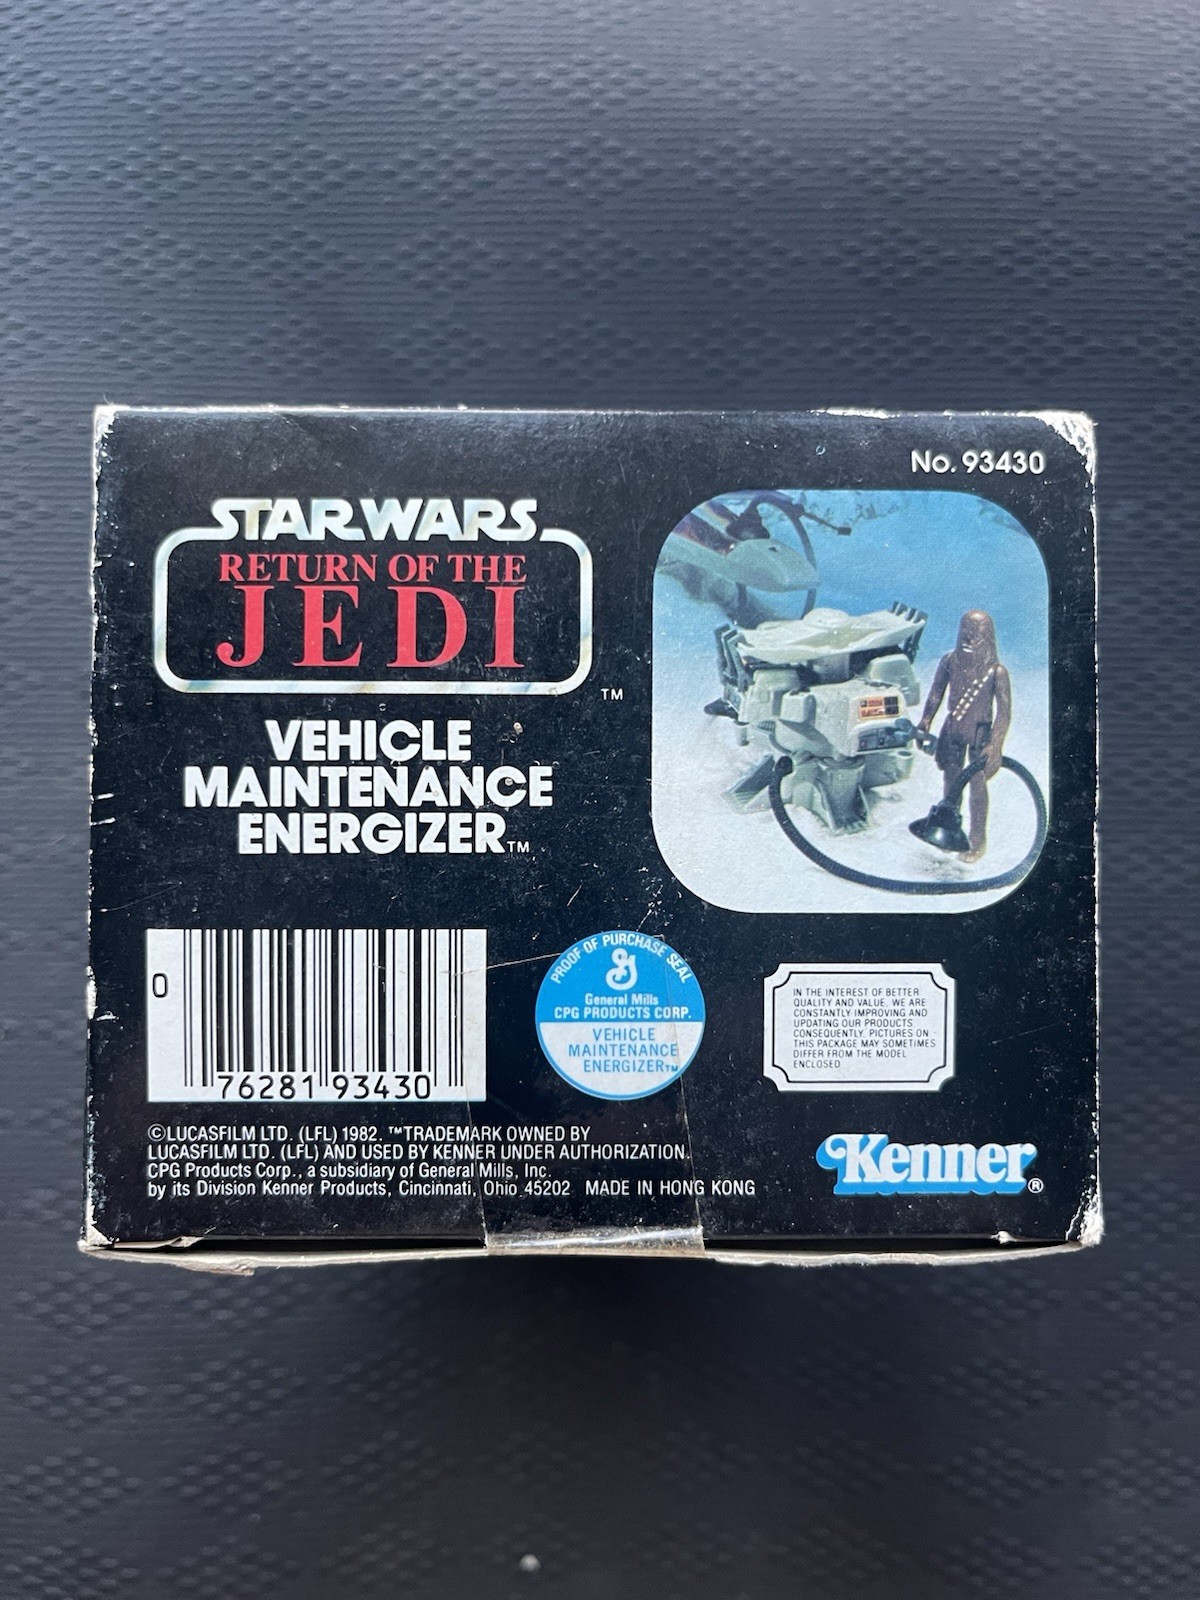 No. 93430
STAR WARS
RETURN OF THE
JEDI
TM
VEHICLE
MAINTENANCE
ENERGIZER TM
0
76281 93430
PROOF OF PURCHASE SEAL
General Mills
CPG PRODUCTS CORP.
VEHICLE
MAINTENANCE
ENERGIZER TM
IN THE INTEREST OF BETTER
QUALITY AND VALUE, WE ARE
CONSTANTLY IMPROVING AND
UPDATING OUR PRODUCTS
CONSEQUENTLY, PICTURES ON
THIS PACKAGE MAY SOMETIMES
DIFFER FROM THE MODEL
ENCLOSED
©LUCASFILM LTD. (LFL) 1982. ™TRADEMARK OWNED BY
LUCASFILM LTD. (LFL) AND USED BY KENNER UNDER AUTHORIZATION.
CPG Products Corp., a subsidiary of General Mills, Inc.
by its Division Kenner Products, Cincinnati, Ohio 45202 MADE IN HONG KONG
Kenner®